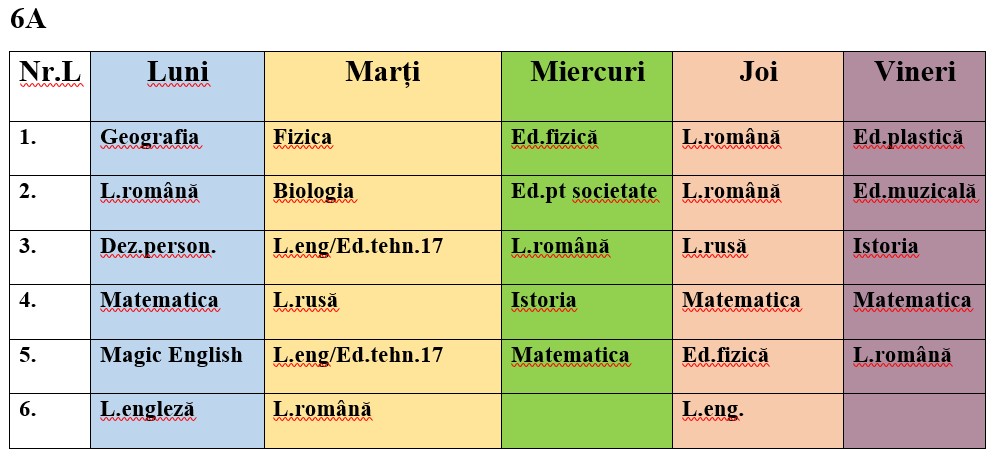 6A
Nr.L Luni Marți Miercuri Joi Vineri
1. Geografia Fizica Ed.fizică L.română Ed.plastică
2. L.română Biologia Ed.pt societate L.română Ed.muzicală
3. Dez.person. L.eng/Ed.tehn.17 L.română L.rusă Istoria
4. Matematica L.rusă Istoria Matematica Matematica
5. Magic English L.eng/Ed.tehn.17 Matematica Ed.fizică L.română
6. L.engleză L.română L.eng.